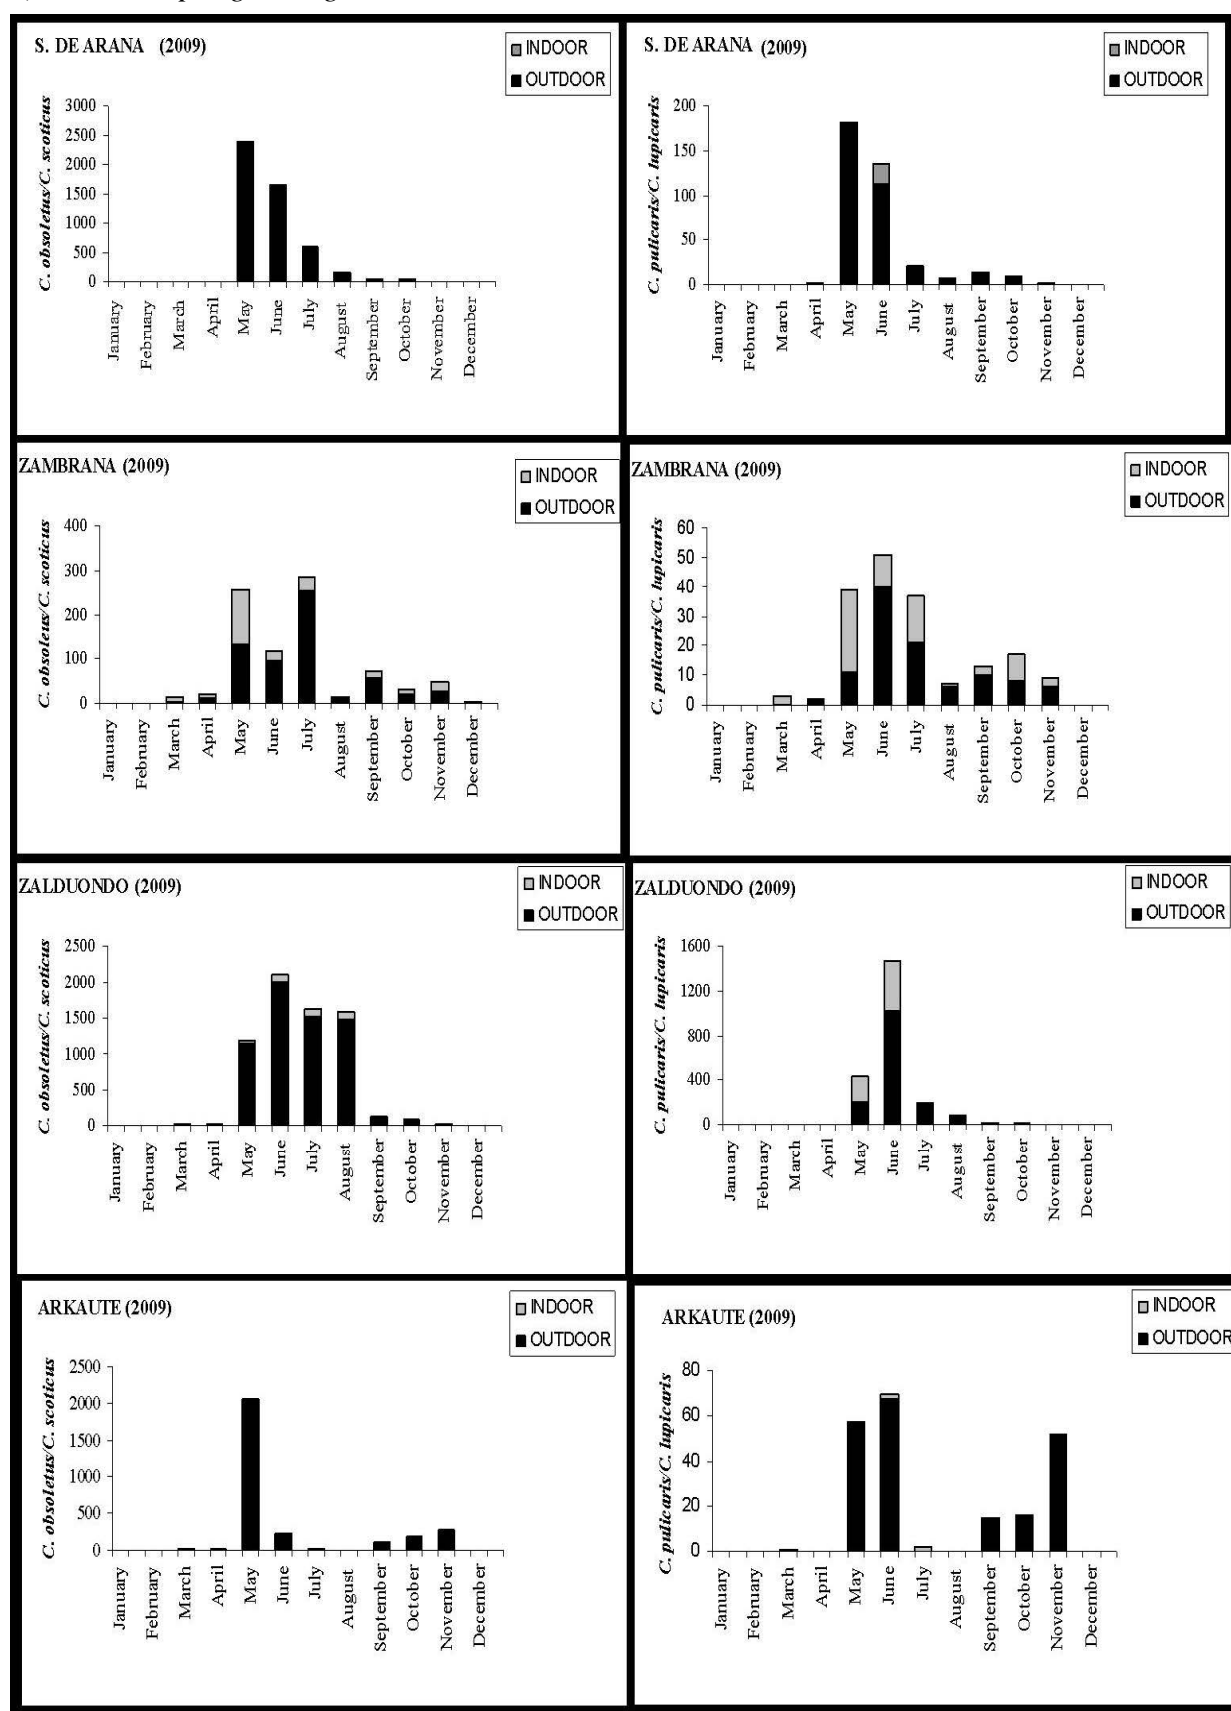 S. DE ARANA (2009)
INDOOR
OUTDOOR
C. obsoletus/C. scoticus
3000
2500
2000
1500
1000
500
0
January
February
March
April
May
June
July
August
September
October
November
December
S. DE ARANA (2009)
INDOOR
OUTDOOR
C. pulicaris/C. lupicaris
200
150
100
50
0
January
February
March
April
May
June
July
August
September
October
November
December
ZAMBRANA (2009)
INDOOR
OUTDOOR
C. obsoleus/C. scoticus
400
300
200
100
0
January
February
March
April
May
June
July
August
September
October
November
December
ZAMBRANA (2009)
INDOOR
OUTDOOR
C. pulicaris/C. lupicaris
60
50
40
30
20
10
0
January
February
March
April
May
June
July
August
September
October
November
December
ZALDUONDO (2009)
INDOOR
OUTDOOR
C. obsoletus/C. scoticus
2500
2000
1500
1000
500
0
January
February
March
April
May
June
July
August
September
October
November
December
ZALDUONDO (2009)
INDOOR
OUTDOOR
C. pulicaris/C. lupicaris
1600
1200
800
400
0
January
February
March
April
May
June
July
August
September
October
November
December
ARKAUTE (2009)
INDOOR
OUTDOOR
C. obsoletus/C. scoticus
2500
2000
1500
1000
500
0
January
February
March
April
May
June
July
August
September
October
November
December
ARKAUTE (2009)
INDOOR
OUTDOOR
C. pulicaris/C. lupicaris
80
60
40
20
0
January
February
March
April
May
June
July
August
September
October
November
December